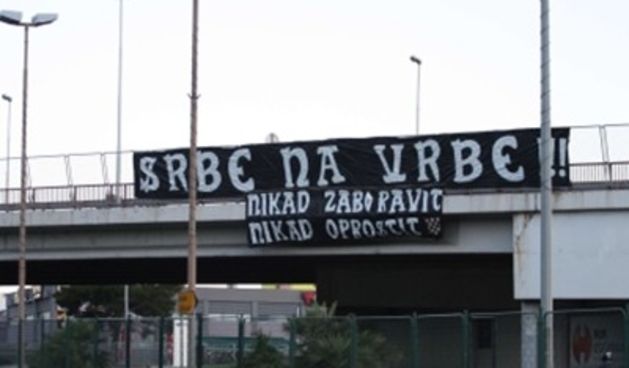 SRBE NA VRBE!!
NIKAD ZABORAVIT
NIKAD OPROSTIT